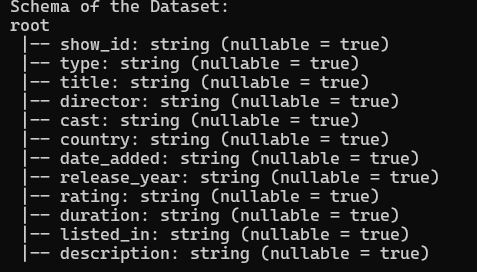 Schema of the Dataset:
root
 |-- show_id: string (nullable = true)
 |-- type: string (nullable = true)
 |-- title: string (nullable = true)
 |-- director: string (nullable = true)
 |-- cast: string (nullable = true)
 |-- country: string (nullable = true)
 |-- date_added: string (nullable = true)
 |-- release_year: string (nullable = true)
 |-- rating: string (nullable = true)
 |-- duration: string (nullable = true)
 |-- listed_in: string (nullable = true)
 |-- description: string (nullable = true)